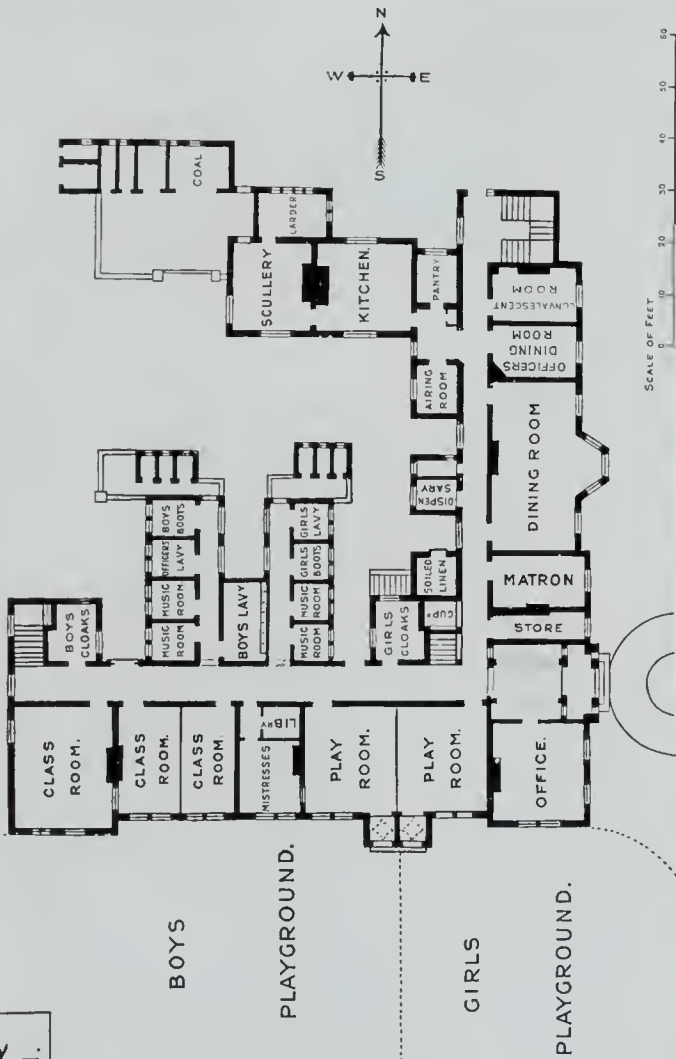 N
W
E
S
60
50
40
30
20
10
0
SCALE OF FEET
COAL
LARDER
SCULLERY
KITCHEN.
PANTRY
CONVALESCENT
ROOM
OFFICERS
DINING
ROOM
AIRING
ROOM
DINING ROOM
DISPEN
SARY
SOILED
LINEN
MATRON
STORE
CUPD
GIRLS
CLOAKS
BOYS
BOOTS
OFFICERS
LAVY
MUSIC
ROOM
MUSIC
ROOM
BOYS LAVY
GIRLS
LAVY
GIRLS
BOOTS
MUSIC
ROOM
MUSIC
ROOM
BOYS
CLOAKS
CLASS
ROOM.
CLASS
ROOM.
CLASS
ROOM.
LIBRY
MISTRESSES
PLAY
ROOM.
PLAY
ROOM.
OFFICE.
BOYS
PLAYGROUND.
GIRLS
PLAYGROUND.